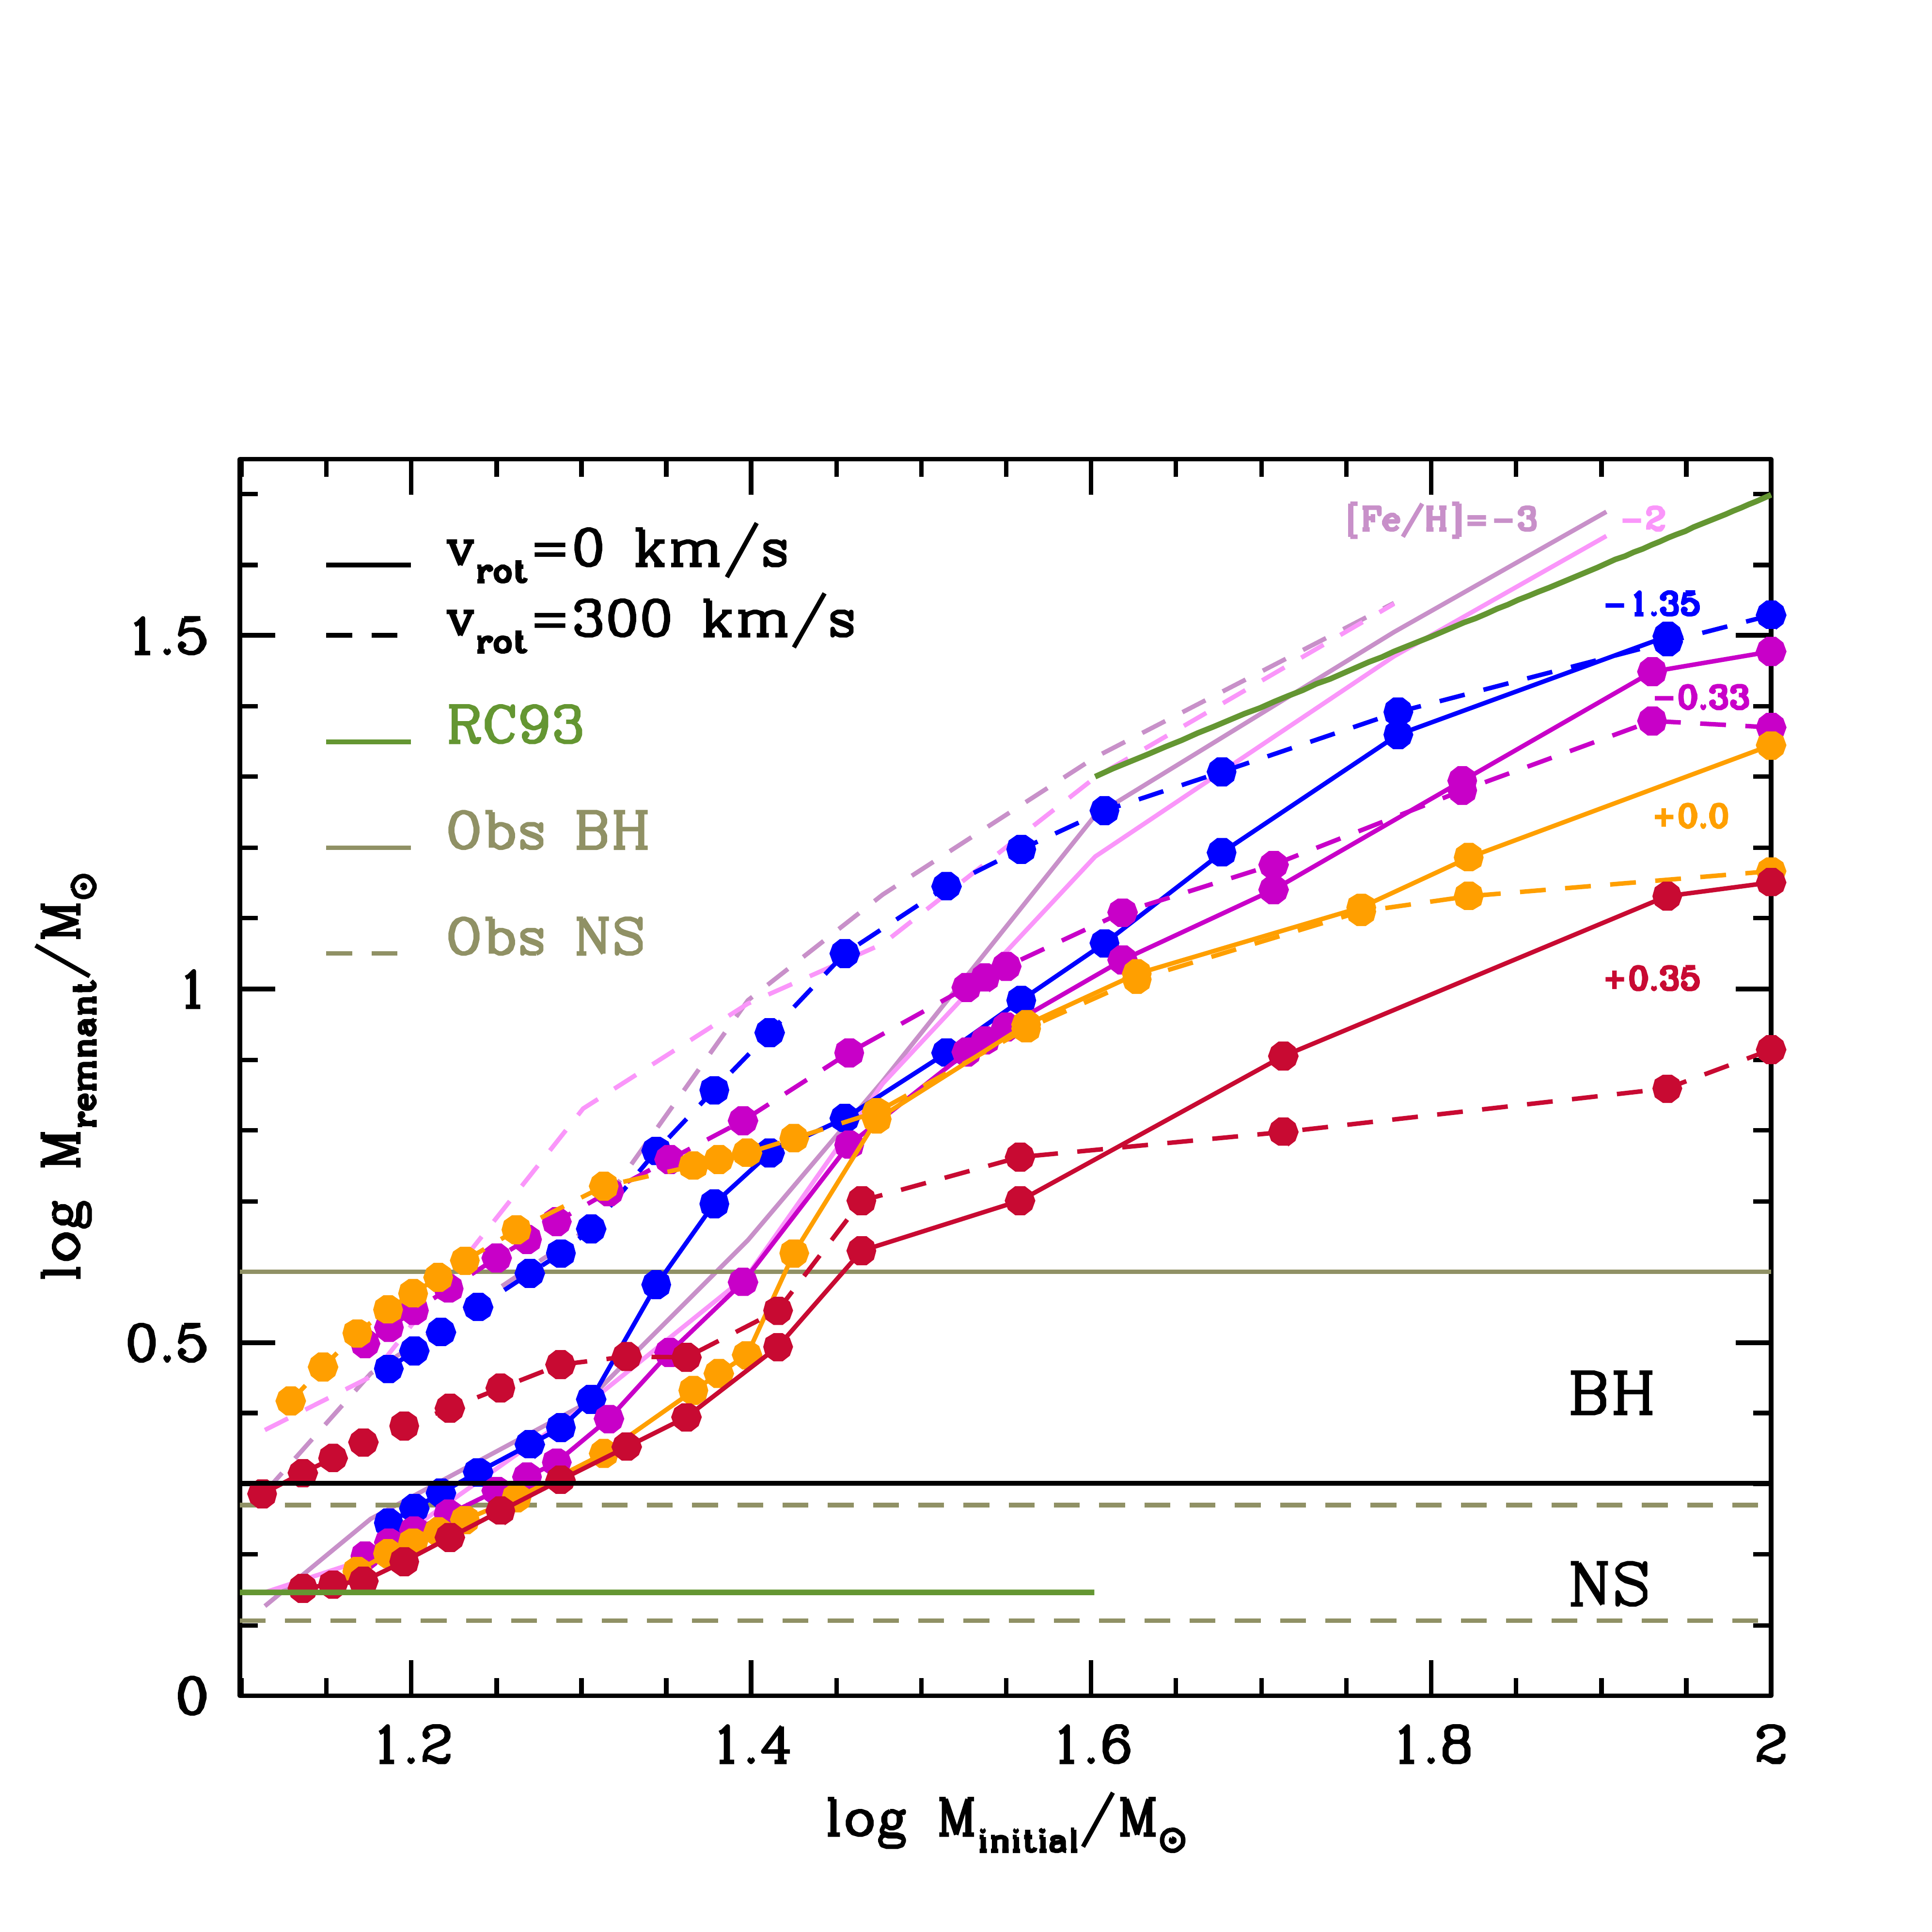 [Fe/H]=-3 -2
v_rot=0 km/s
v_rot=300 km/s
-1.35
1.5
-0.33
RC93
+0.0
Obs BH
Obs NS
+0.35
1
log M_remnant/M⊙
0.5
BH
NS
0
1.2 1.4 1.6 1.8 2
log M_initial/M⊙